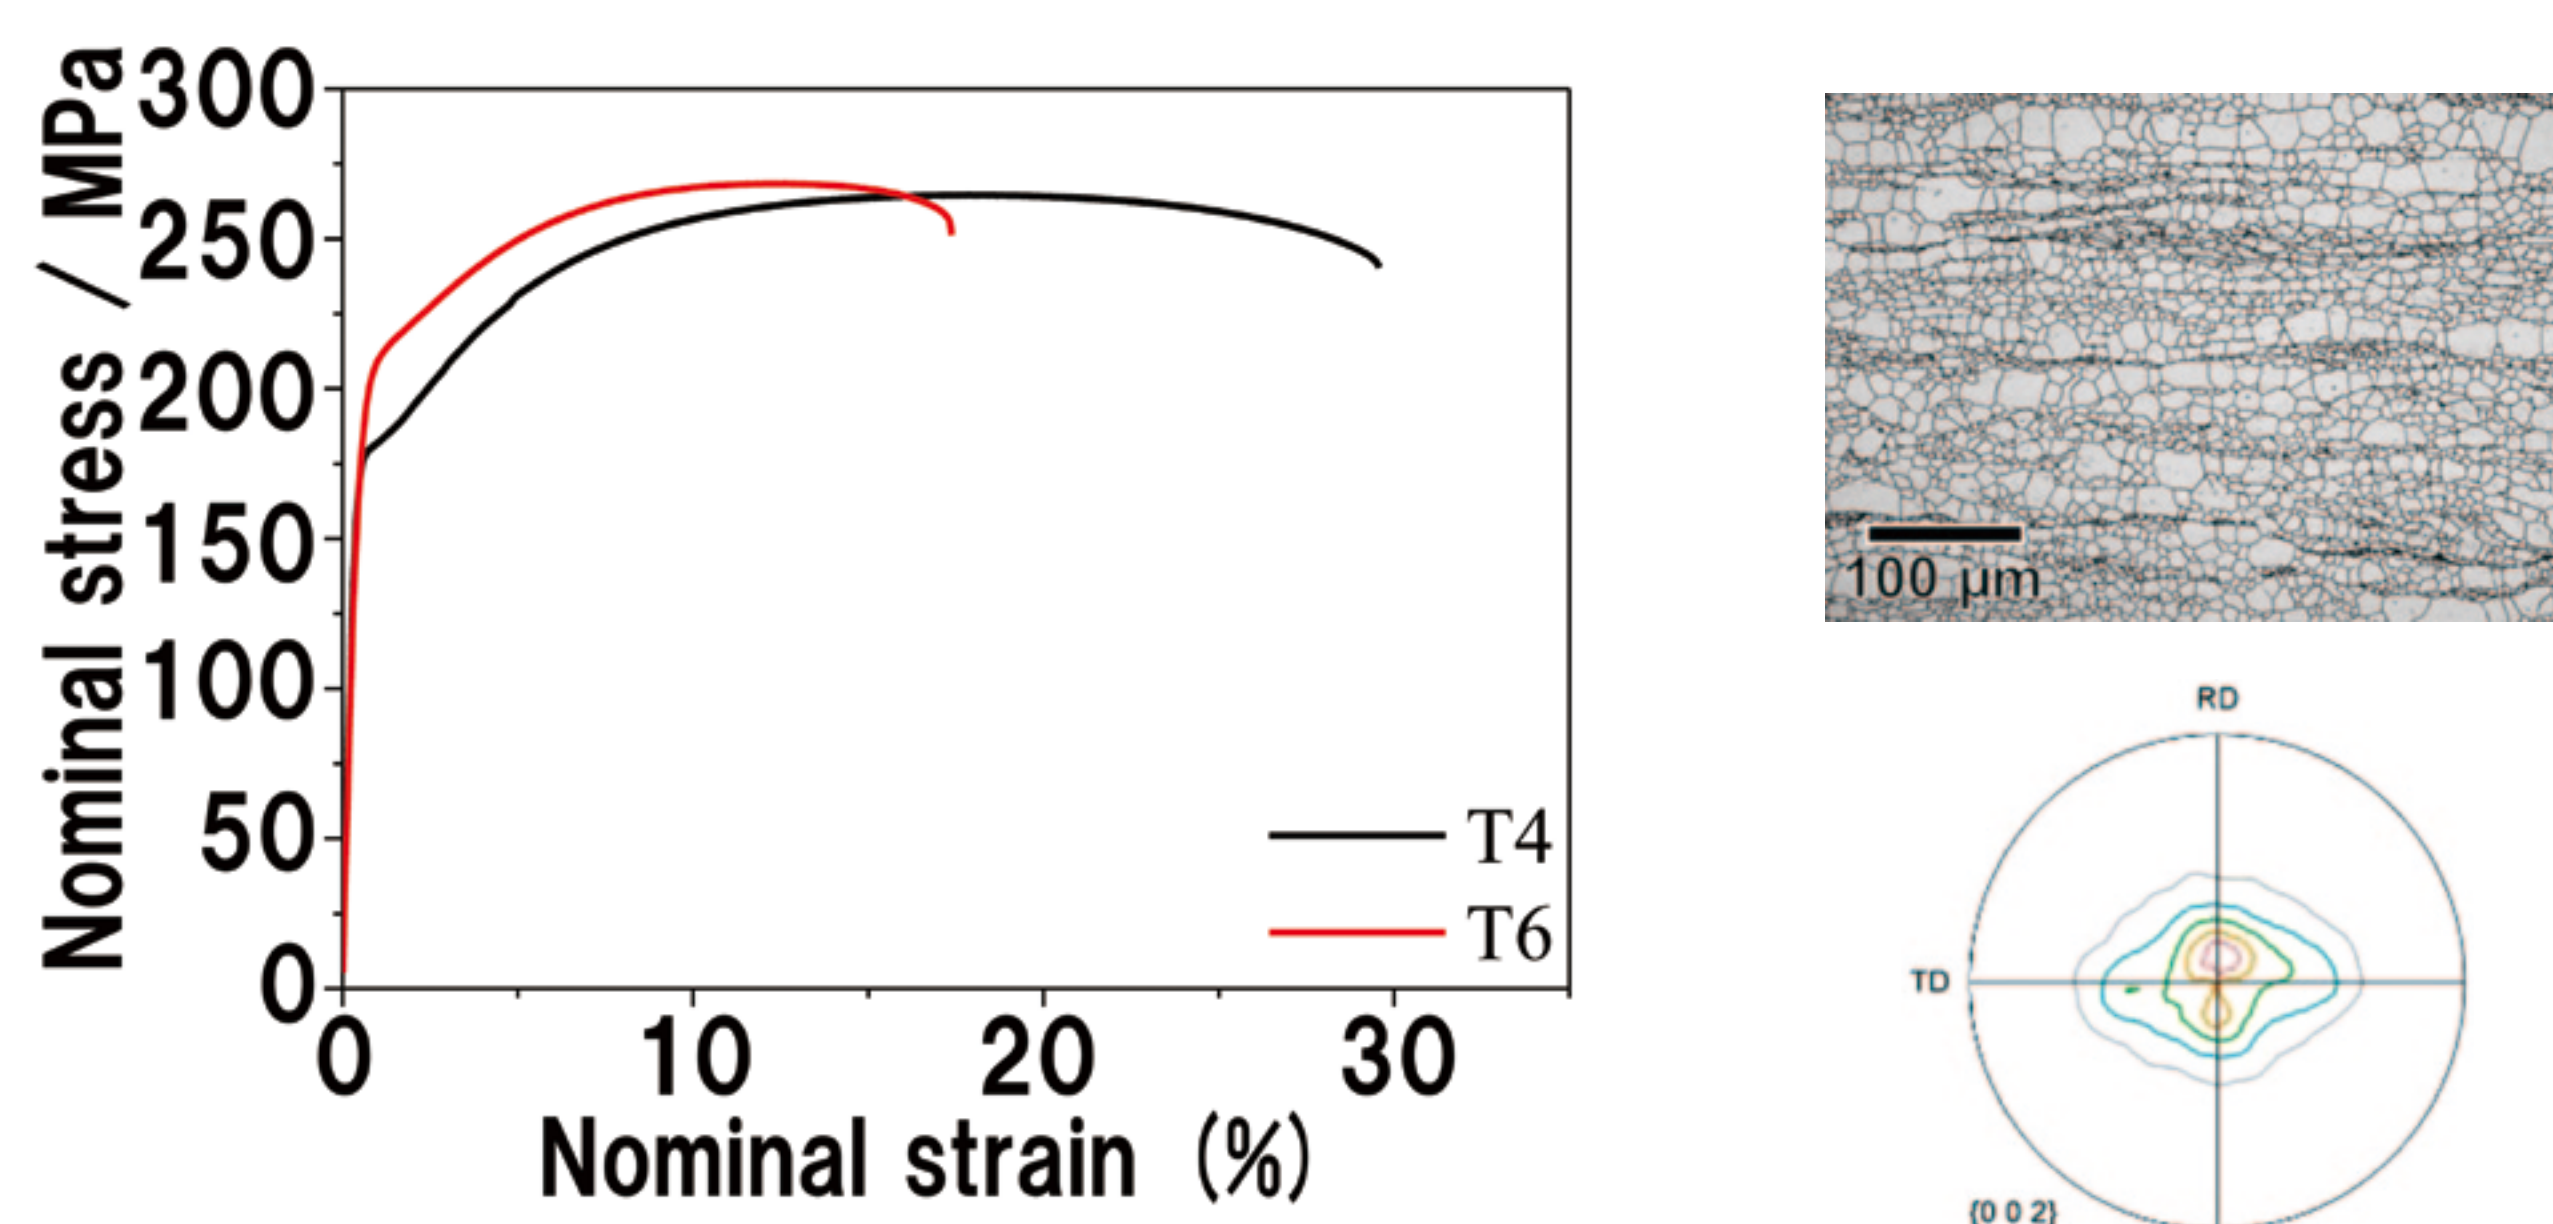 Nominal stress / MPa
300
250
200
150
100
50
0
0 10 20 30
Nominal strain (%)
T4
T6
100 μm
RD
TD
{0 0 2}